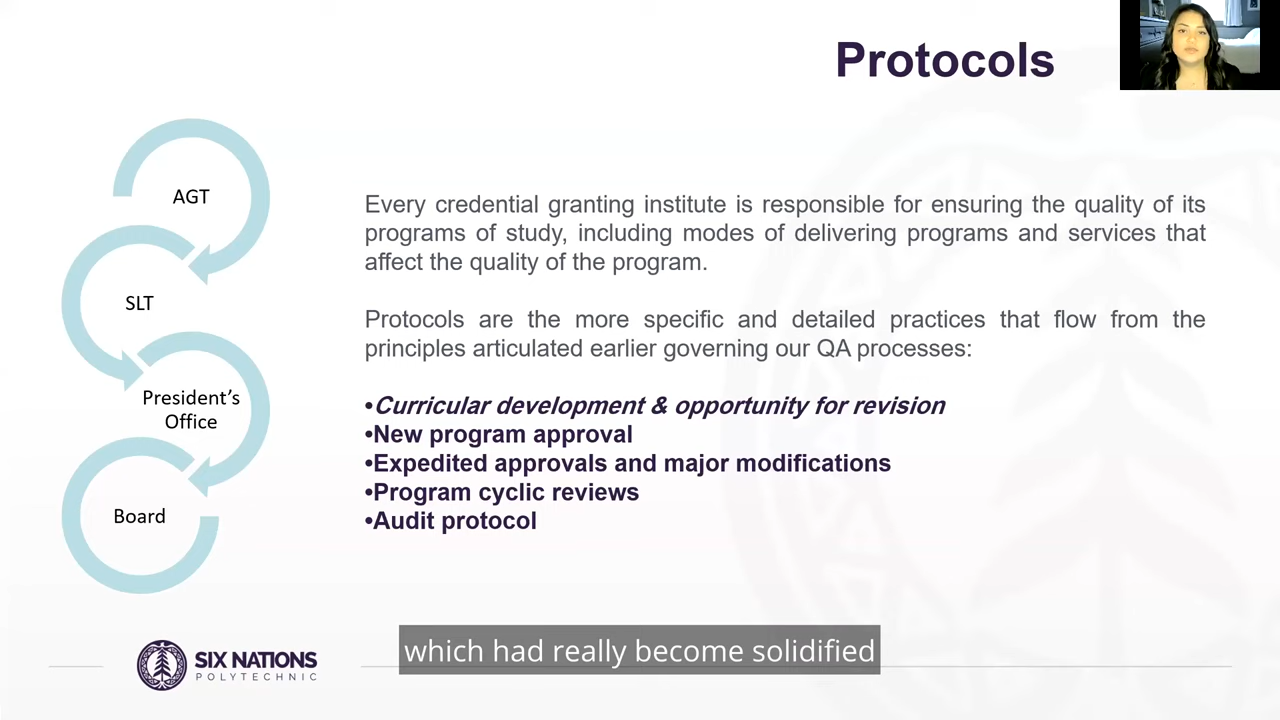 Protocols
AGT
SLT
President's
Office
Board
Every credential granting institute is responsible for ensuring the quality of its
programs of study, including modes of delivering programs and services that
affect the quality of the program.
Protocols are the more specific and detailed practices that flow from the
principles articulated earlier governing our QA processes:
•Curricular development & opportunity for revision
•New program approval
•Expedited approvals and major modifications
•Program cyclic reviews
•Audit protocol
SIX NATIONS
POLYTECHNIC
which had really become solidified